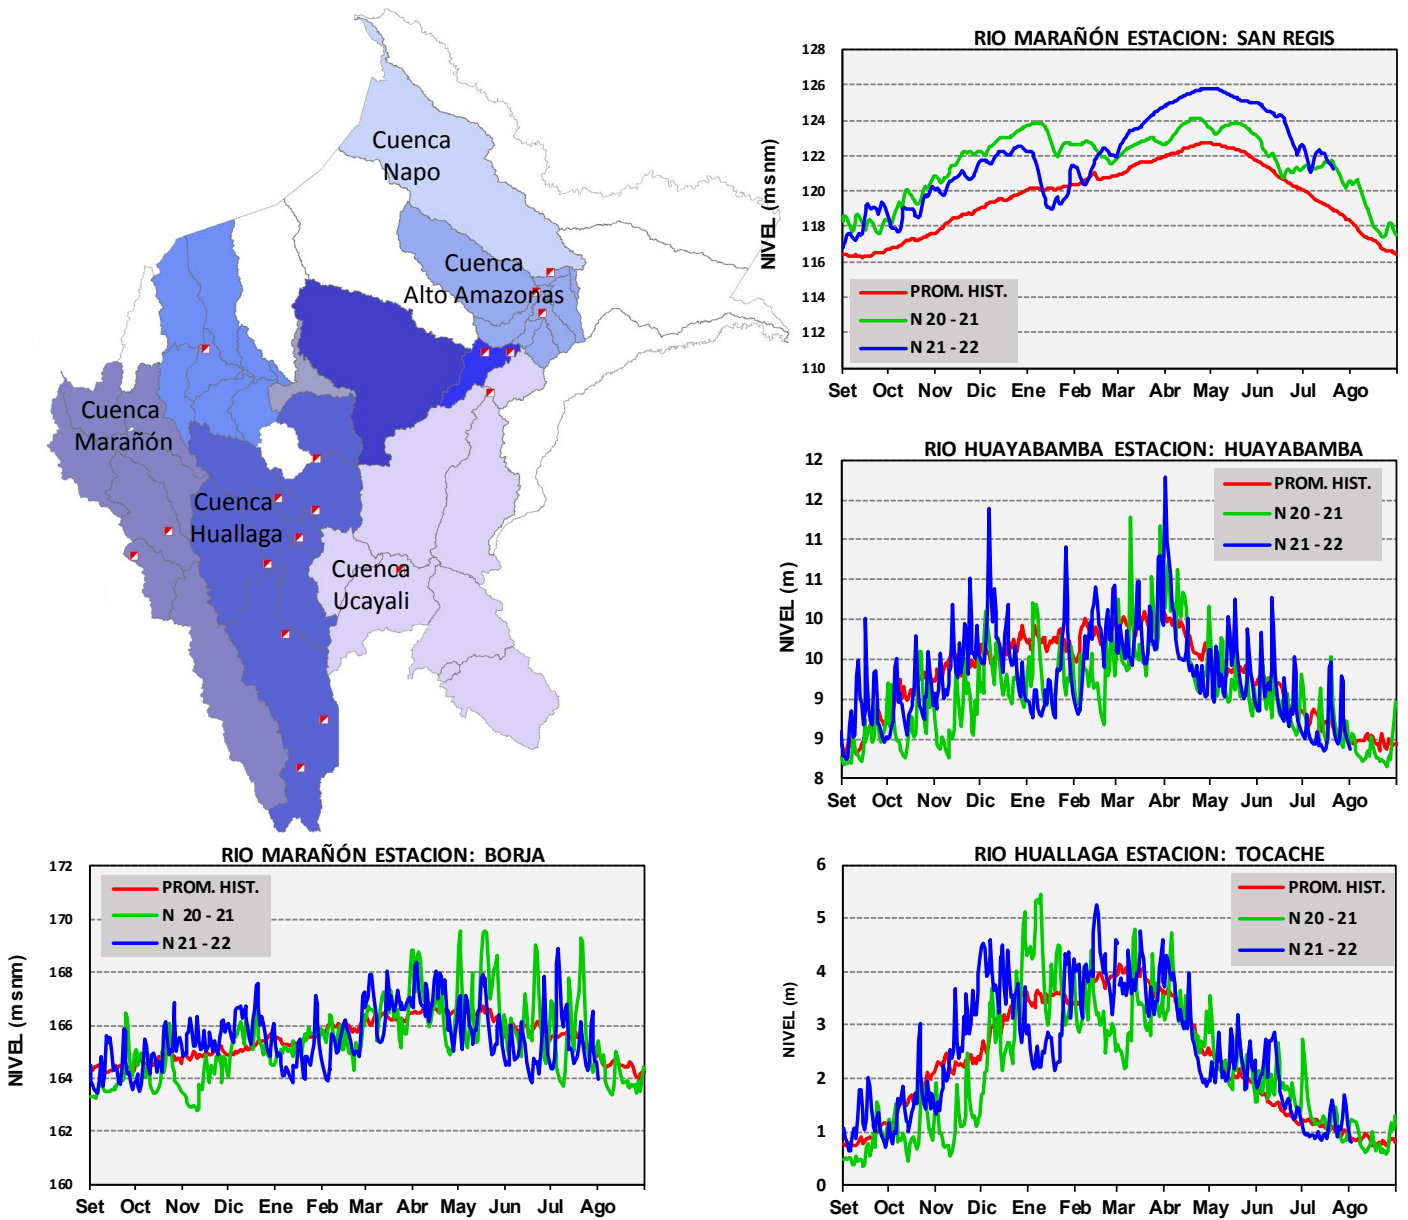 Cuenca
Napo
Cuenca
Alto Amazonas
Cuenca
Marañón
Cuenca
Huallaga
Cuenca
Ucayali
RIO MARAÑÓN ESTACION: SAN REGIS
NIVEL (msnm)
128
126
124
122
120
118
116
114
112
110
PROM. HIST.
N 20 - 21
N 21 - 22
Set Oct Nov Dic Ene Feb Mar Abr May Jun Jul Ago
RIO HUAYABAMBA ESTACION: HUAYABAMBA
NIVEL (m)
12
12
11
11
10
10
9
9
8
PROM. HIST.
N 20 - 21
N 21 - 22
Set Oct Nov Dic Ene Feb Mar Abr May Jun Jul Ago
RIO MARAÑÓN ESTACION: BORJA
NIVEL (msnm)
172
170
168
166
164
162
160
PROM. HIST.
N 20 - 21
N 21 - 22
Set Oct Nov Dic Ene Feb Mar Abr May Jun Jul Ago
RIO HUALLAGA ESTACION: TOCACHE
NIVEL (m)
6
5
4
3
2
1
0
PROM. HIST.
N 20 - 21
N 21 - 22
Set Oct Nov Dic Ene Feb Mar Abr May Jun Jul Ago